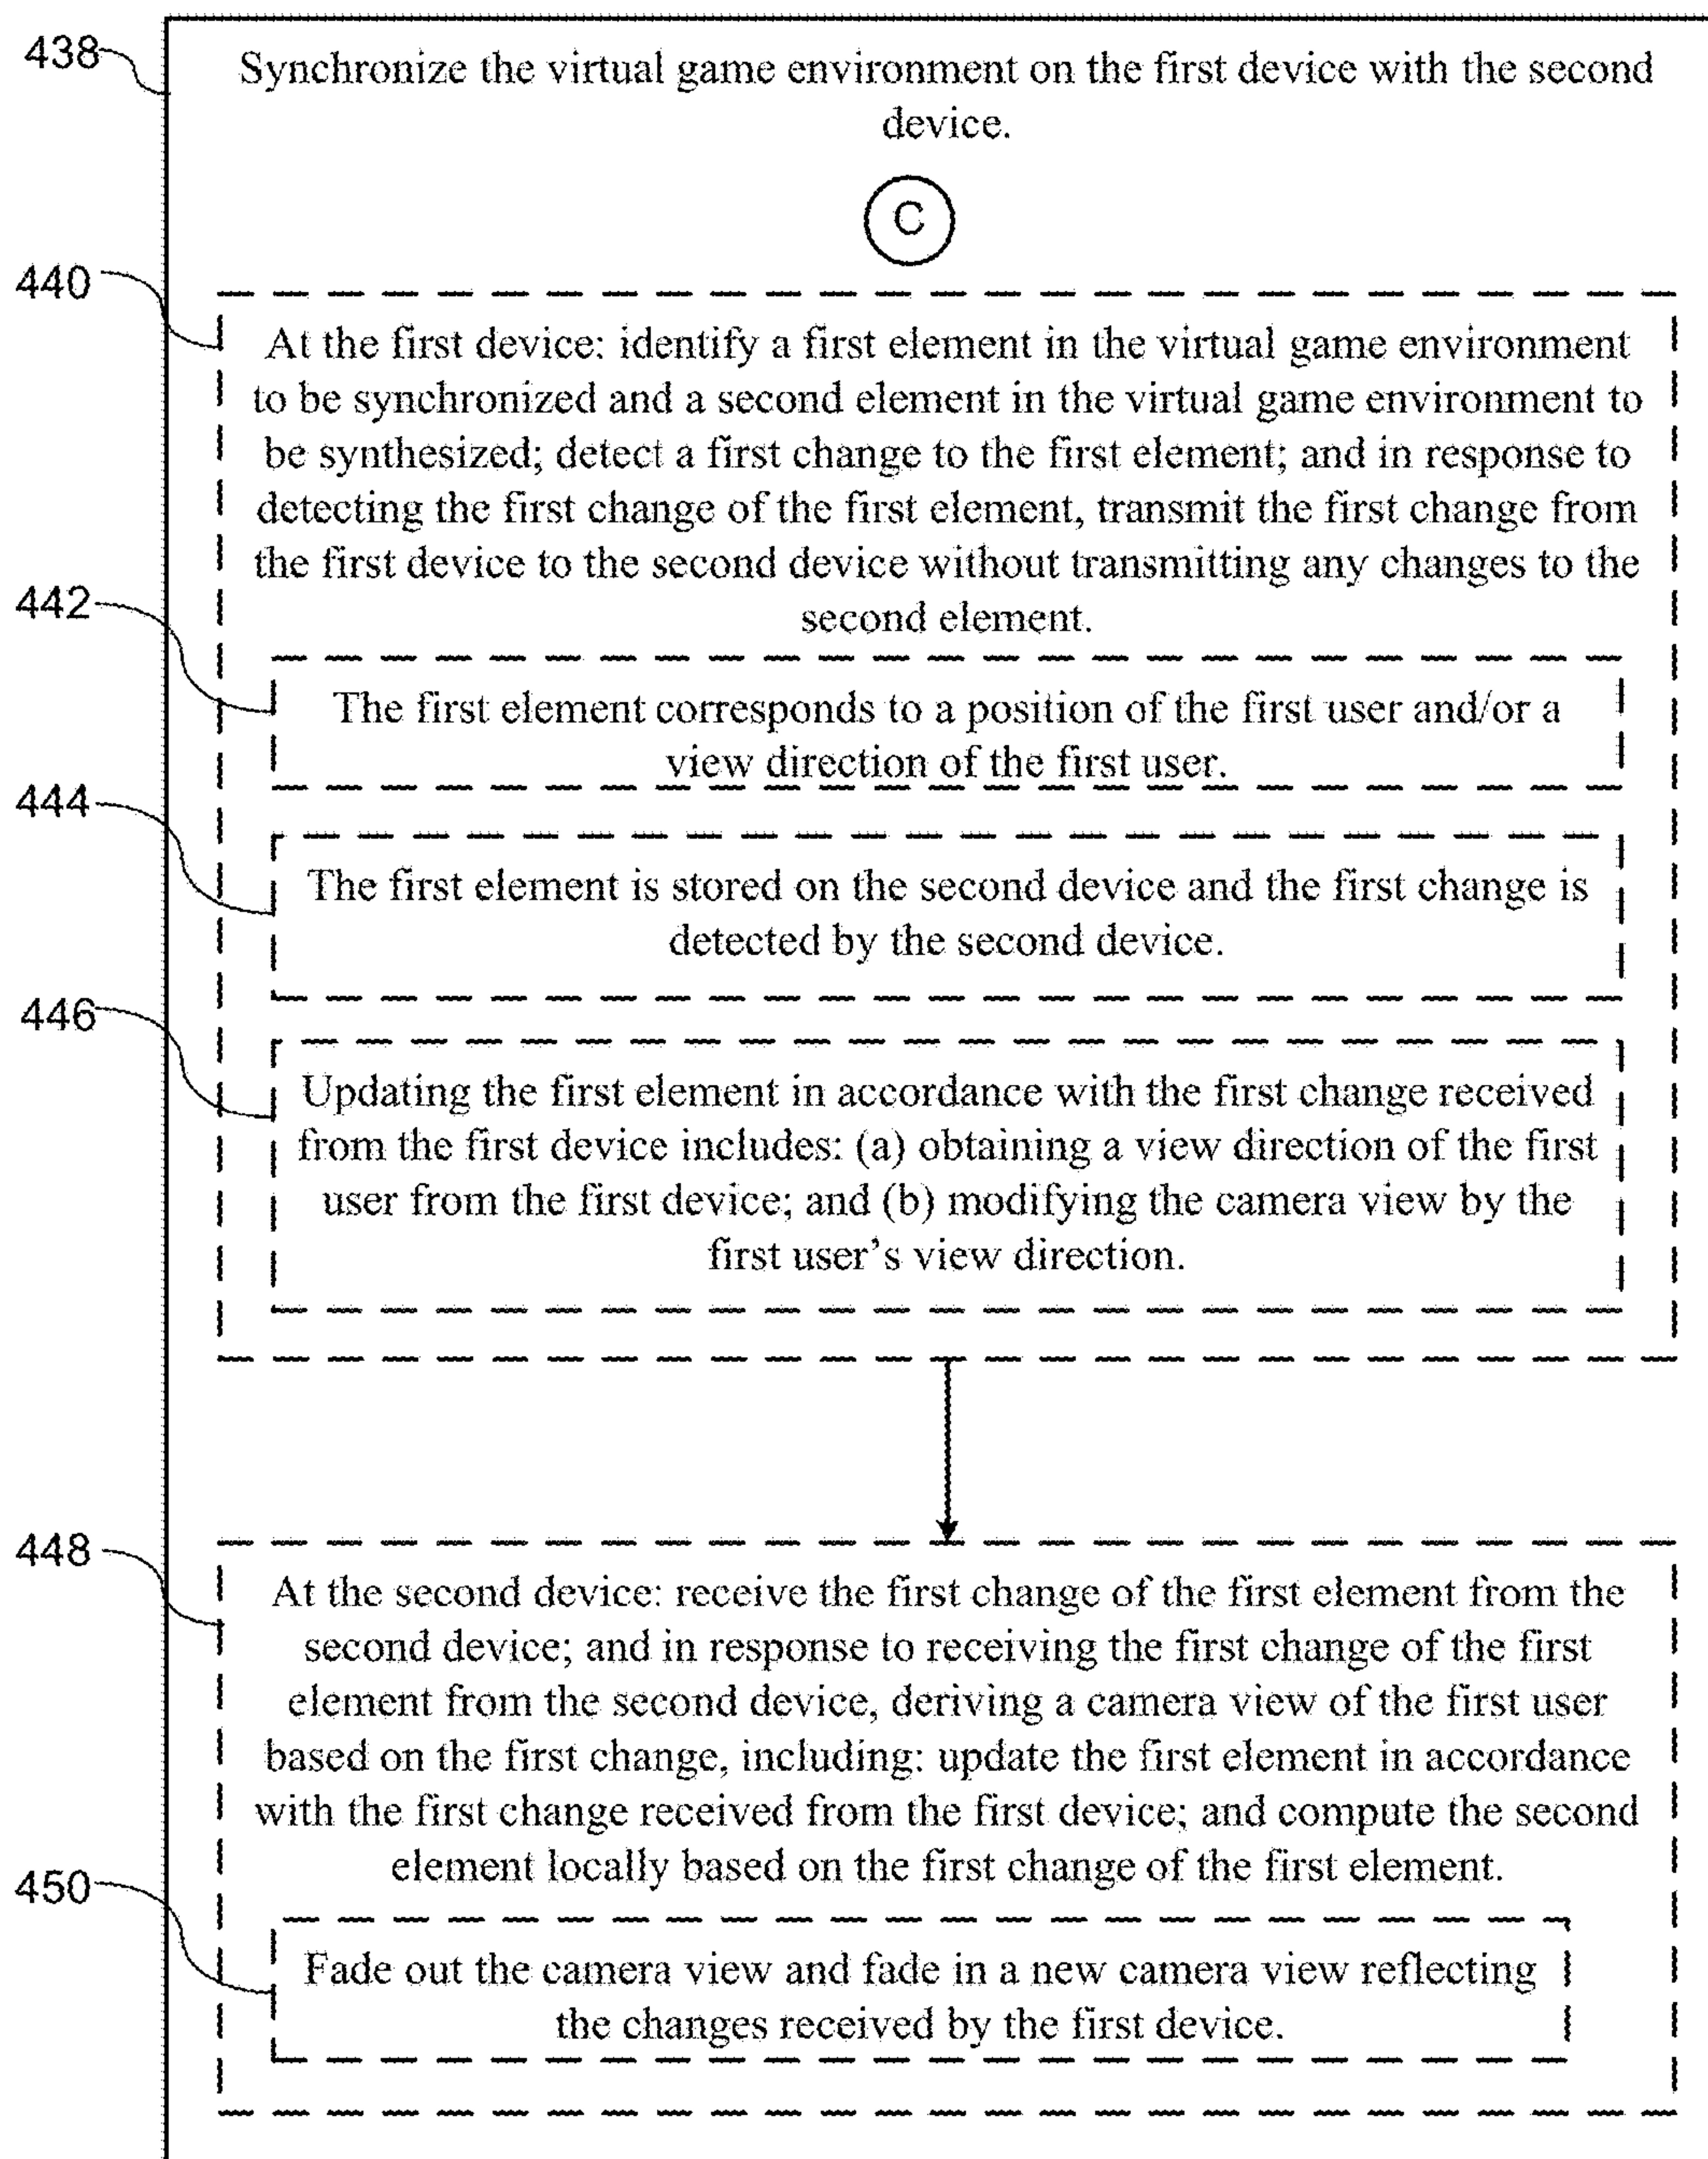 438
Synchronize the virtual game environment on the first device with the second
device.
C
440
At the first device: identify a first element in the virtual game environment
to be synchronized and a second element in the virtual game environment to
be synthesized; detect a first change to the first element; and in response to
detecting the first change of the first element, transmit the first change from
the first device to the second device without transmitting any changes to the
second element.
442
The first element corresponds to a position of the first user and/or a
view direction of the first user.
444
The first element is stored on the second device and the first change is
detected by the second device.
446
Updating the first element in accordance with the first change received
from the first device includes: (a) obtaining a view direction of the first
user from the first device; and (b) modifying the camera view by the
first user's view direction.
448
At the second device: receive the first change of the first element from the
second device; and in response to receiving the first change of the first
element from the second device, deriving a camera view of the first user
based on the first change, including: update the first element in accordance
with the first change received from the first device; and compute the second
element locally based on the first change of the first element.
450
Fade out the camera view and fade in a new camera view reflecting
the changes received by the first device.